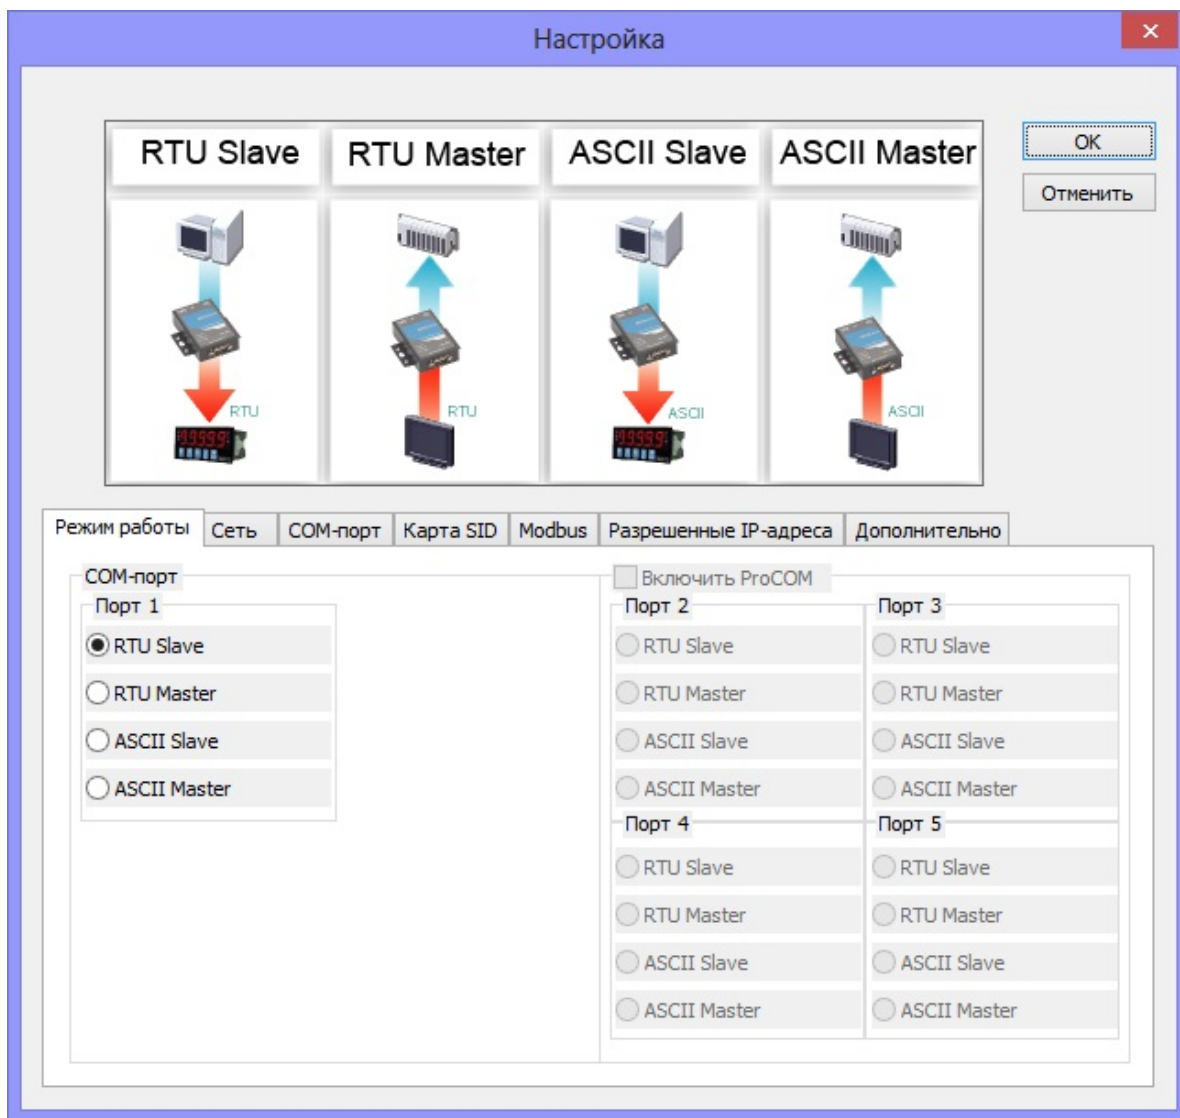 Настройка
RTU Slave RTU Master ASCII Slave ASCII Master
OK
Отменить
RTU RTU ASCII ASCII
Режим работы Сеть COM-порт Карта SID Modbus Разрешенные IP-адреса Дополнительно
COM-порт
Порт 1
RTU Slave
RTU Master
ASCII Slave
ASCII Master
Включить ProCOM
Порт 2 Порт 3
RTU Slave RTU Slave
RTU Master RTU Master
ASCII Slave ASCII Slave
ASCII Master ASCII Master
Порт 4 Порт 5
RTU Slave RTU Slave
RTU Master RTU Master
ASCII Slave ASCII Slave
ASCII Master ASCII Master